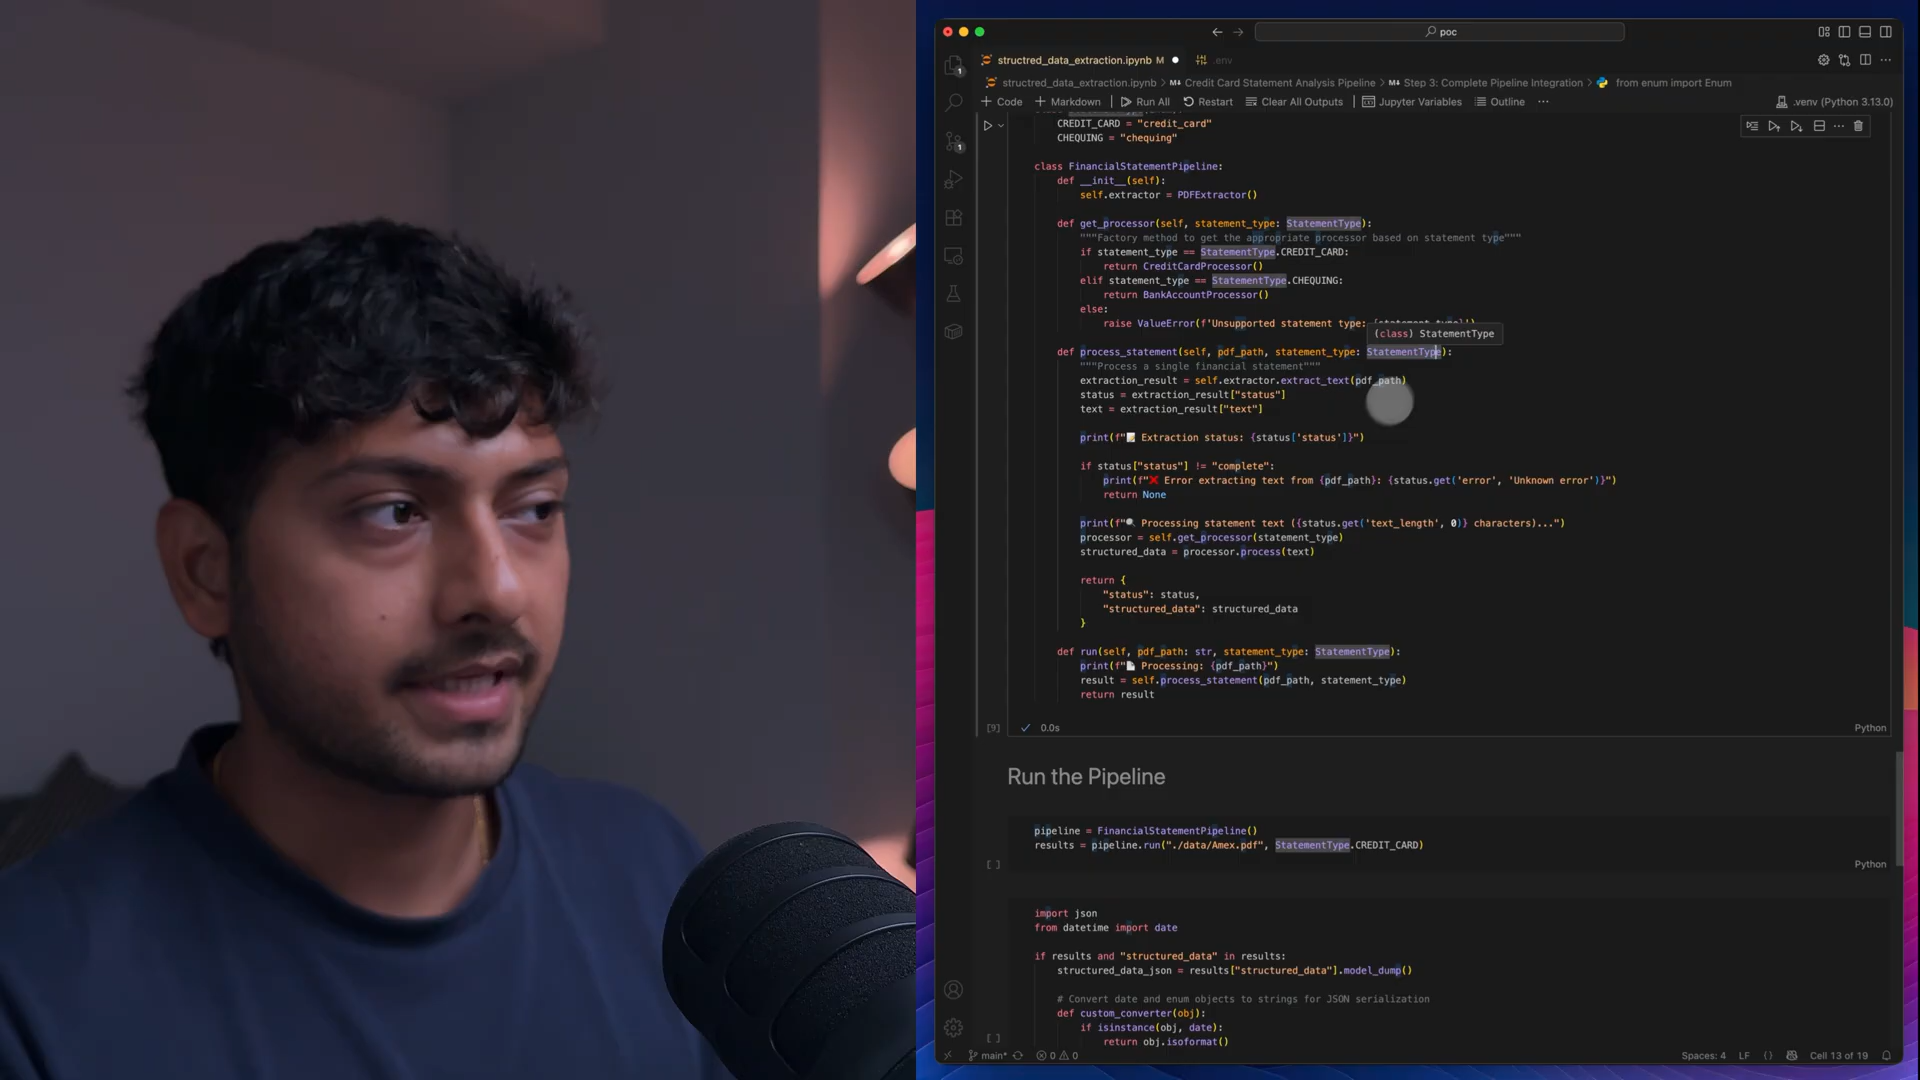 poc
structred_data_extraction.ipynb M
.env
structred_data_extraction.ipynb > Credit Card Statement Analysis Pipeline > Step 3: Complete Pipeline Integration > from enum import Enum
+ Code + Markdown Run All Restart Clear All Outputs Jupyter Variables Outline ··· .venv (Python 3.13.0)
CREDIT_CARD = "credit_card"
CHEQUING = "chequing"
class FinancialStatementPipeline:
def __init__(self):
self.extractor = PDFExtractor()
def get_processor(self, statement_type: StatementType):
"""Factory method to get the appropriate processor based on statement type"""
if statement_type == StatementType.CREDIT_CARD:
return CreditCardProcessor()
elif statement_type == StatementType.CHEQUING:
return BankAccountProcessor()
else:
raise ValueError(f'Unsupported statement type: {statement_type}')
(class) StatementType
def process_statement(self, pdf_path, statement_type: StatementType):
"""Process a single financial statement"""
extraction_result = self.extractor.extract_text(pdf_path)
status = extraction_result["status"]
text = extraction_result["text"]
print(f"📝 Extraction status: {status['status']}")
if status["status"] != "complete":
print(f"❌ Error extracting text from {pdf_path}: {status.get('error', 'Unknown error')}")
return None
print(f"🔍 Processing statement text ({status.get('text_length', 0)} characters)...")
processor = self.get_processor(statement_type)
structured_data = processor.process(text)
return {
"status": status,
"structured_data": structured_data
}
def run(self, pdf_path: str, statement_type: StatementType):
print(f"📄 Processing: {pdf_path}")
result = self.process_statement(pdf_path, statement_type)
return result
[9] ✓ 0.0s Python
Run the Pipeline
pipeline = FinancialStatementPipeline()
results = pipeline.run("./data/Amex.pdf", StatementType.CREDIT_CARD)
[ ] Python
import json
from datetime import date
if results and "structured_data" in results:
structured_data_json = results["structured_data"].model_dump()
# Convert date and enum objects to strings for JSON serialization
def custom_converter(obj):
if isinstance(obj, date):
return obj.isoformat()
[ ]
main* 0 0 Spaces: 4 LF {} Cell 13 of 19
1
1